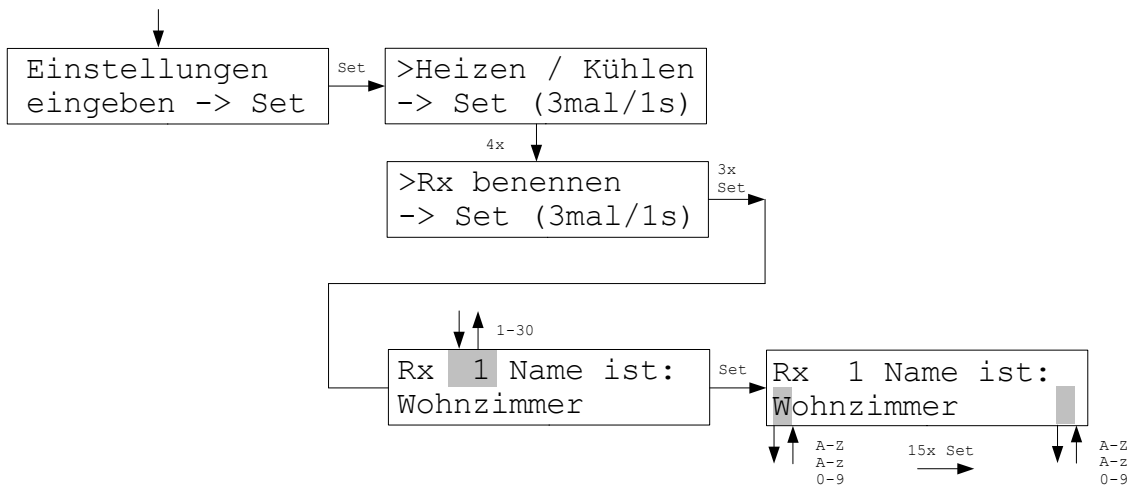 Einstellungen
eingeben -> Set
Set
>Heizen / Kühlen
-> Set (3mal/1s)
4x
>Rx benennen
-> Set (3mal/1s)
3x
Set
1-30
Rx 1 Name ist:
Wohnzimmer
Set
Rx 1 Name ist:
Wohnzimmer
A-Z
A-z
0-9
15x Set
A-Z
A-z
0-9